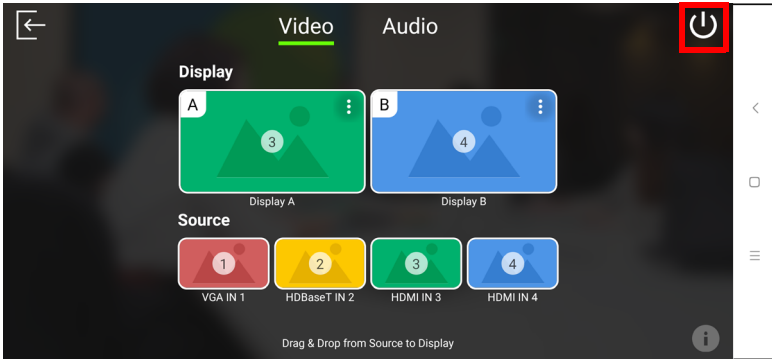 Video Audio
Display
A 3 B 4
Display A Display B
Source
1 2 3 4
VGA IN 1 HDBaseT IN 2 HDMI IN 3 HDMI IN 4
Drag & Drop from Source to Display
i